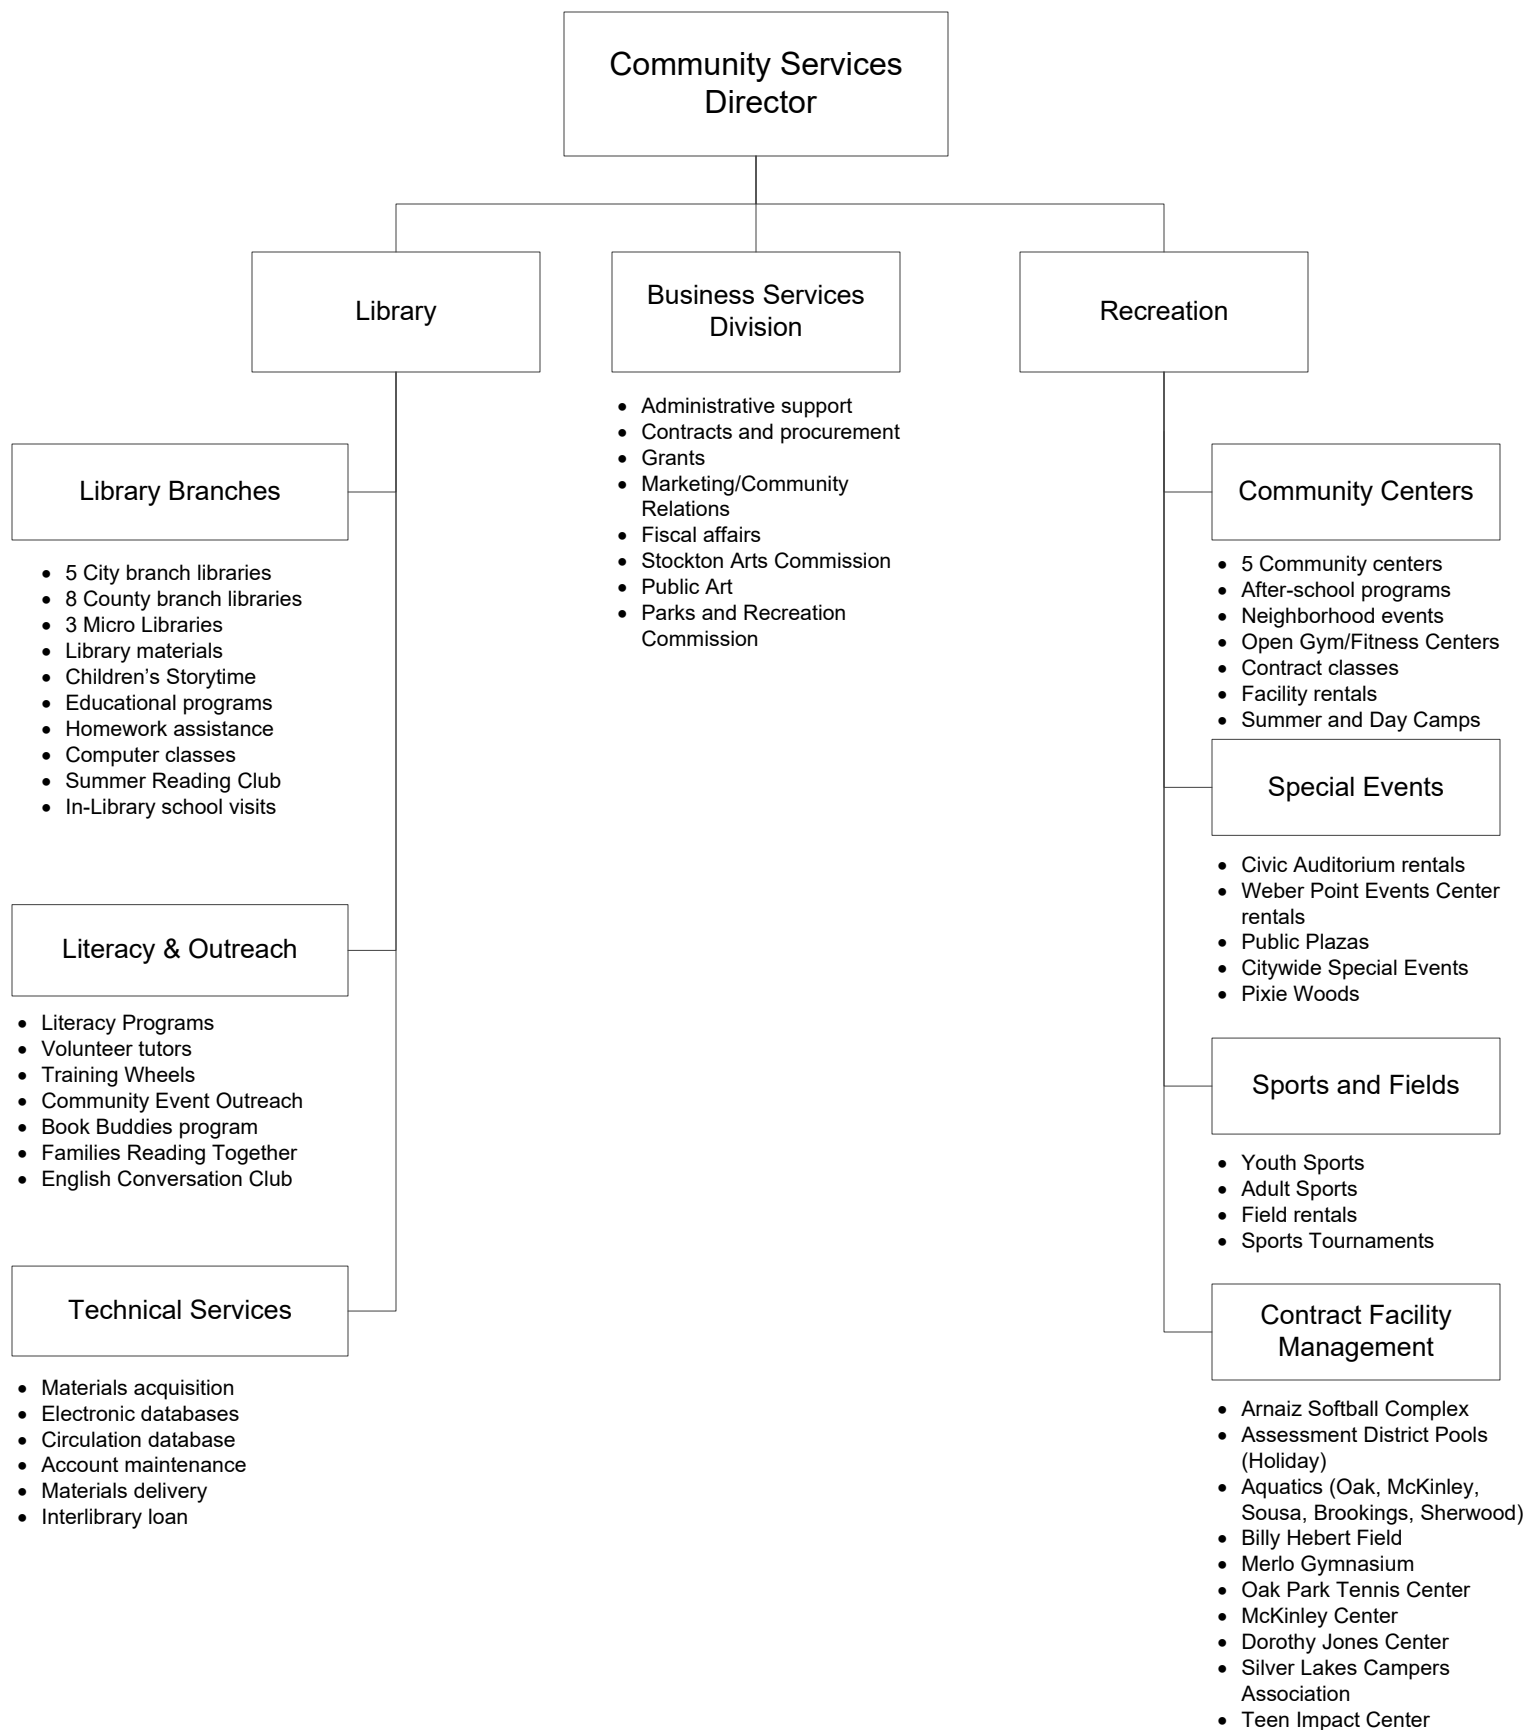 Community Services
Director
Library
Business Services
Division
Recreation
• Administrative support
• Contracts and procurement
• Grants
• Marketing/Community
Relations
• Fiscal affairs
• Stockton Arts Commission
• Public Art
• Parks and Recreation
Commission
Library Branches
• 5 City branch libraries
• 8 County branch libraries
• 3 Micro Libraries
• Library materials
• Children’s Storytime
• Educational programs
• Homework assistance
• Computer classes
• Summer Reading Club
• In-Library school visits
Literacy & Outreach
• Literacy Programs
• Volunteer tutors
• Training Wheels
• Community Event Outreach
• Book Buddies program
• Families Reading Together
• English Conversation Club
Technical Services
• Materials acquisition
• Electronic databases
• Circulation database
• Account maintenance
• Materials delivery
• Interlibrary loan
Community Centers
• 5 Community centers
• After-school programs
• Neighborhood events
• Open Gym/Fitness Centers
• Contract classes
• Facility rentals
• Summer and Day Camps
Special Events
• Civic Auditorium rentals
• Weber Point Events Center
rentals
• Public Plazas
• Citywide Special Events
• Pixie Woods
Sports and Fields
• Youth Sports
• Adult Sports
• Field rentals
• Sports Tournaments
Contract Facility
Management
• Arnaiz Softball Complex
• Assessment District Pools
(Holiday)
• Aquatics (Oak, McKinley,
Sousa, Brookings, Sherwood)
• Billy Hebert Field
• Merlo Gymnasium
• Oak Park Tennis Center
• McKinley Center
• Dorothy Jones Center
• Silver Lakes Campers
Association
• Teen Impact Center